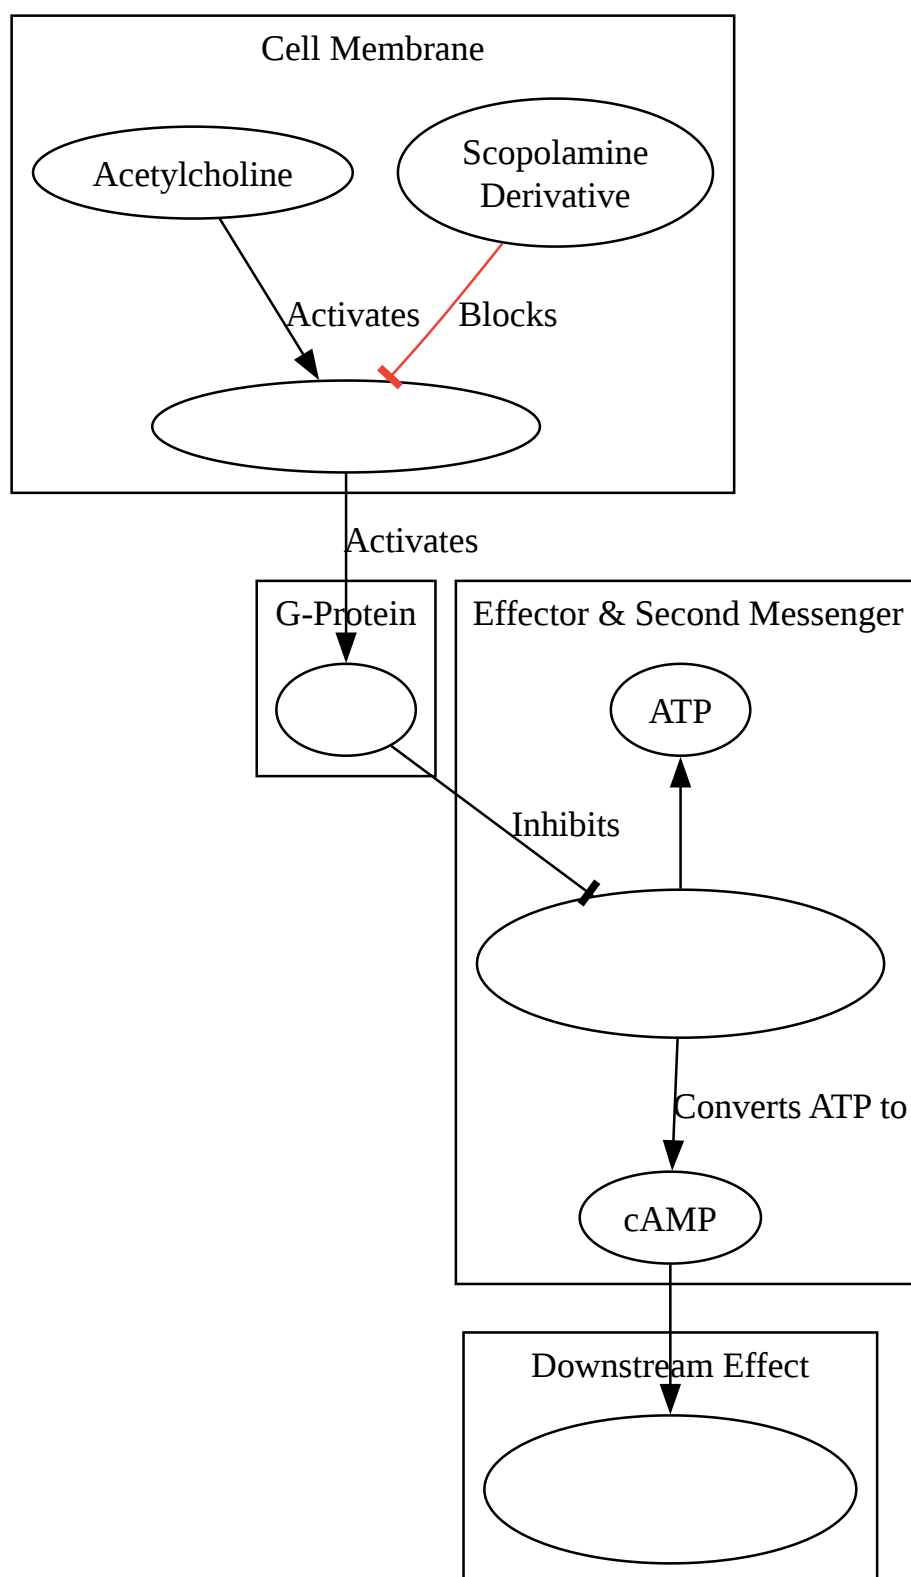 Cell Membrane
Acetylcholine
Scopolamine
Derivative
Activates
Blocks
Activates
G-Protein
Effector & Second Messenger
ATP
Inhibits
Converts ATP to
cAMP
Downstream Effect